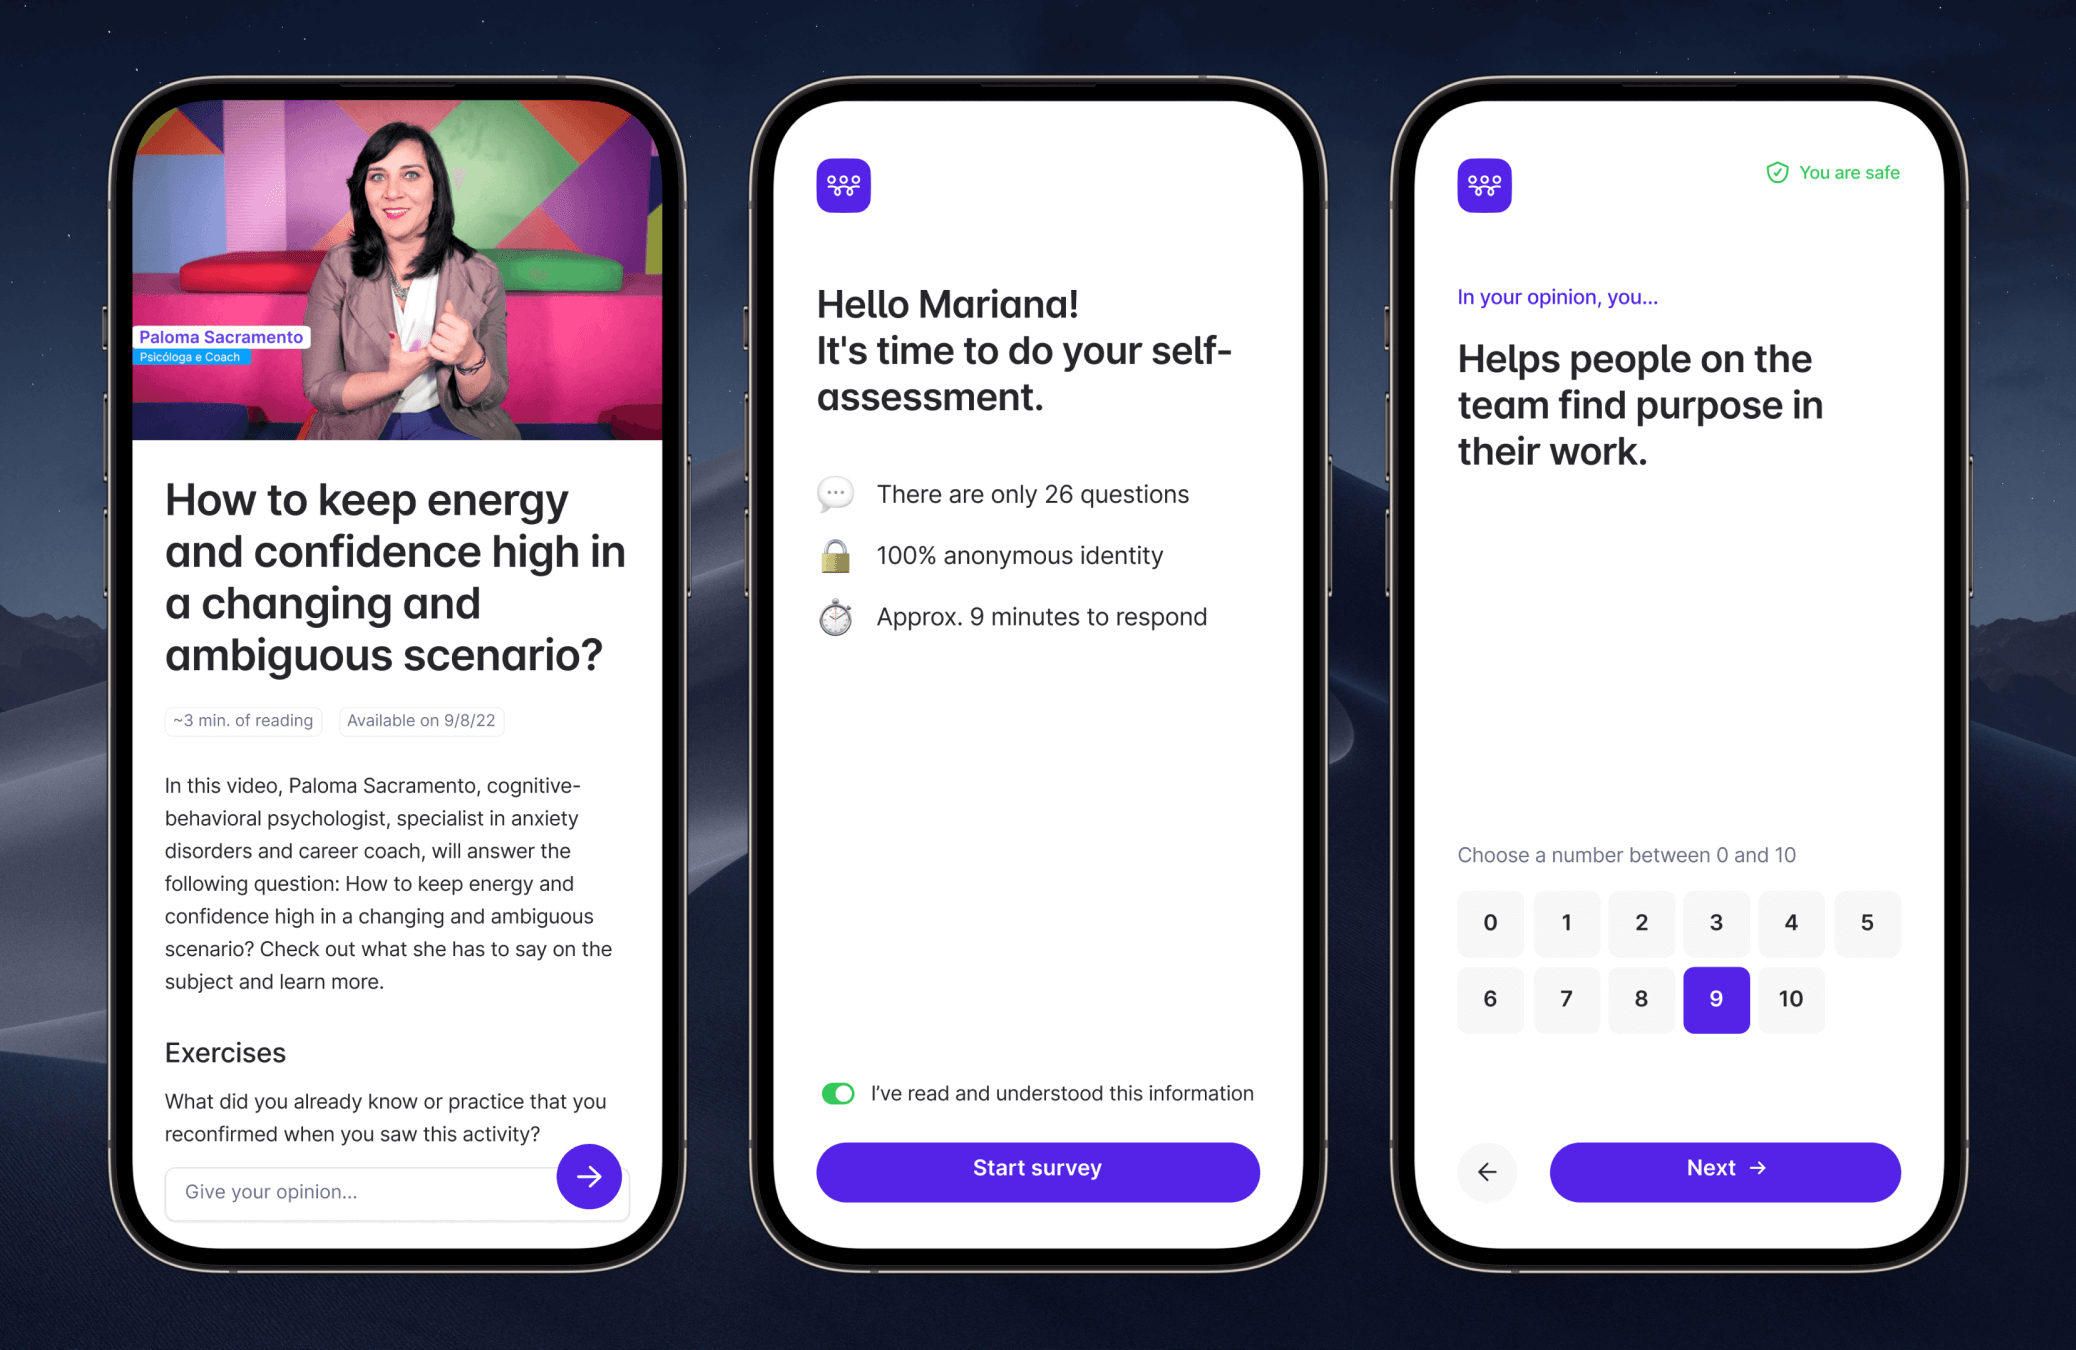 Paloma Sacramento
Psicóloga e Coach
How to keep energy
and confidence high in
a changing and
ambiguous scenario?
~3 min. of reading
Available on 9/8/22
In this video, Paloma Sacramento, cognitive-
behavioral psychologist, specialist in anxiety
disorders and career coach, will answer the
following question: How to keep energy and
confidence high in a changing and ambiguous
scenario? Check out what she has to say on the
subject and learn more.
Exercises
What did you already know or practice that you
reconfirmed when you saw this activity?
Give your opinion...
Hello Mariana!
It's time to do your self-
assessment.
There are only 26 questions
100% anonymous identity
Approx. 9 minutes to respond
I've read and understood this information
Start survey
You are safe
In your opinion, you...
Helps people on the
team find purpose in
their work.
Choose a number between 0 and 10
0 1 2 3 4 5
6 7 8 9 10
Next →